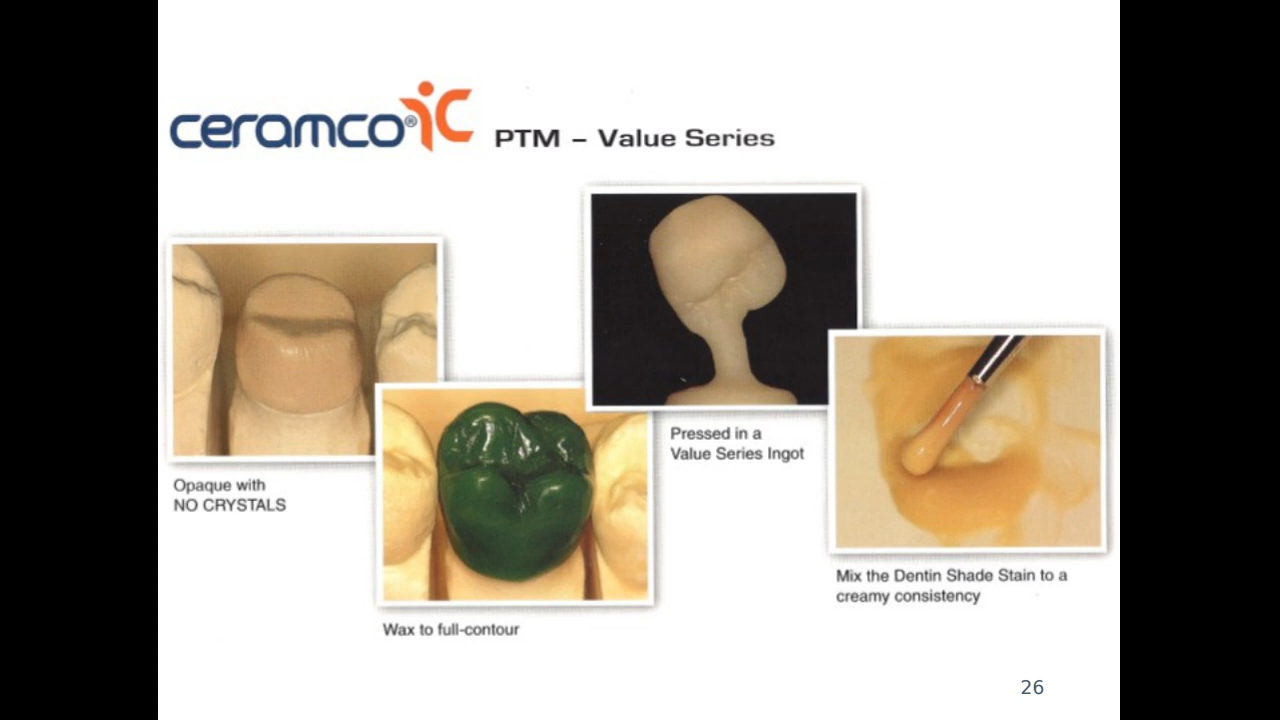 ceramco® iC PTM – Value Series
Opaque with
NO CRYSTALS
Wax to full-contour
Pressed in a
Value Series Ingot
Mix the Dentin Shade Stain to a
creamy consistency
26